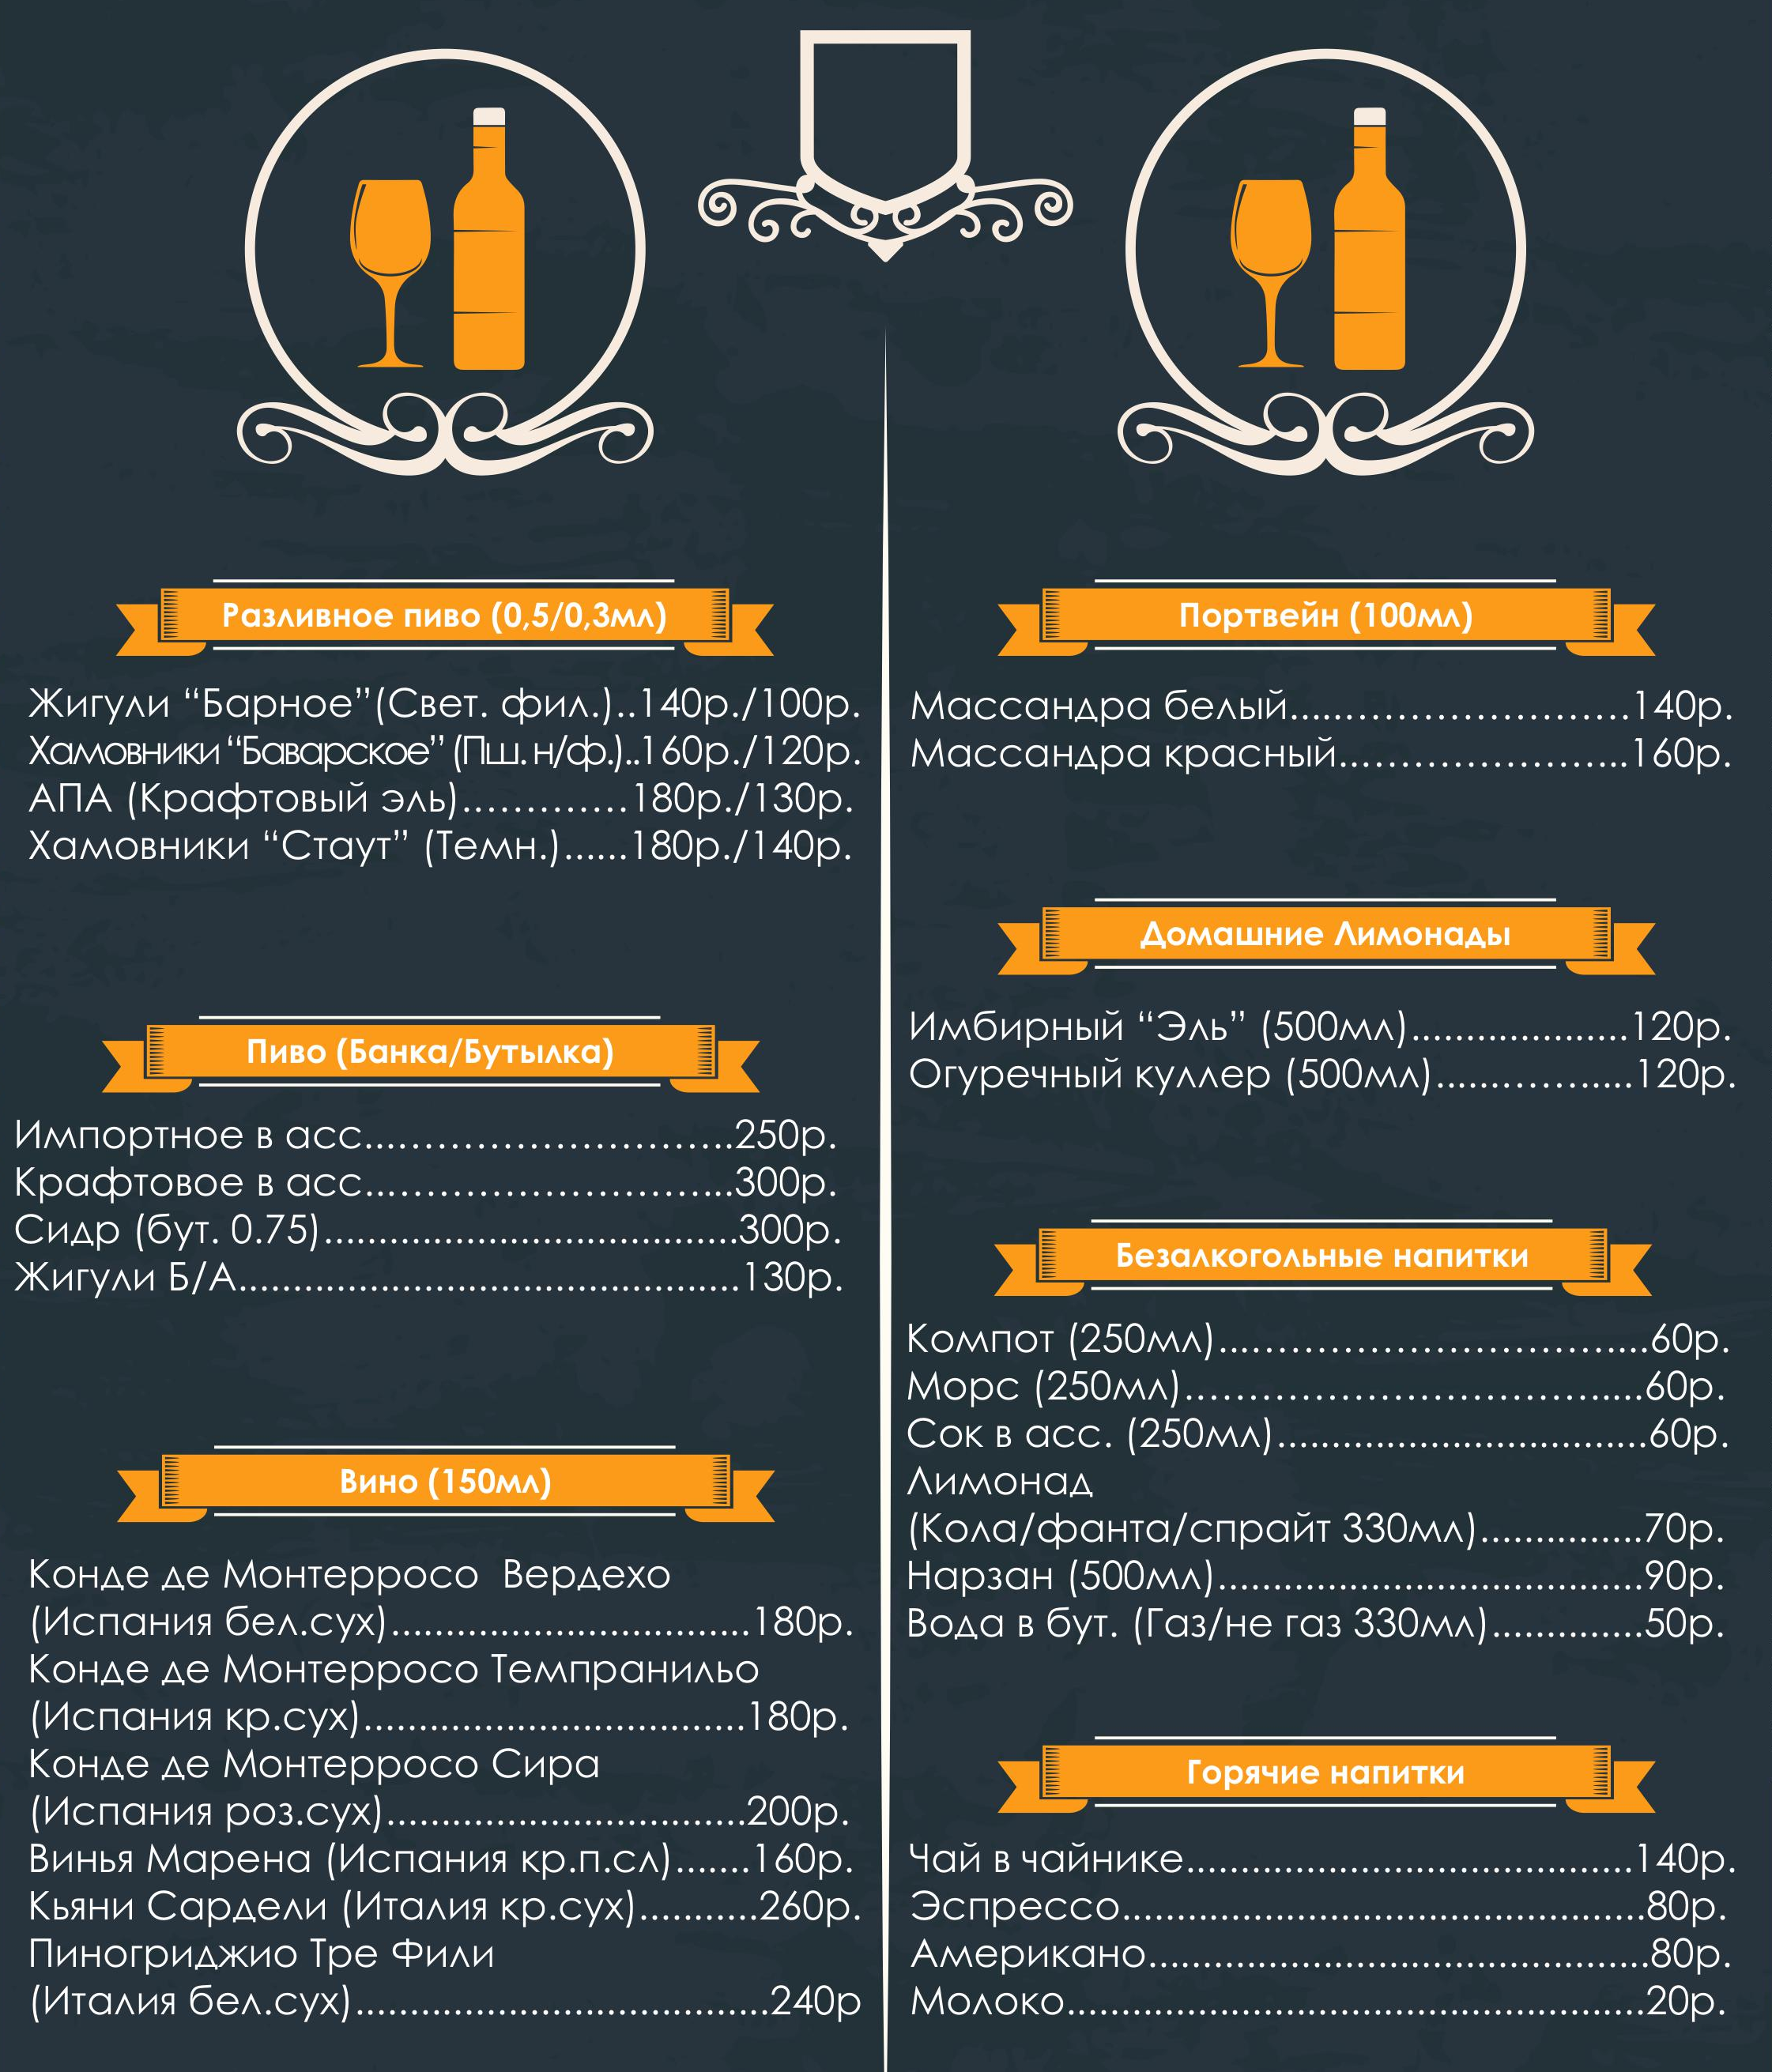 Разливное пиво (0,5/0,3мл)
Жигули “Барное”(Свет. фил.)..140р./100р.
Хамовники “Баварское” (Пш. н/ф.)..160р./120р.
АПА (Крафтовый эль).............180р./130р.
Хамовники “Стаут” (Темн.)......180р./140р.
Пиво (Банка/Бутылка)
Импортное в асс............................250р.
Крафтовое в асс............................300р.
Сидр (бут. 0.75)......................................300р.
Жигули Б/А..............................................130р.
Вино (150мл)
Конде де Монтерросо Вердехо
(Испания бел.сух).................................180р.
Конде де Монтерросо Темпранильо
(Испания кр.сух)...................................180р.
Конде де Монтерросо Сира
(Испания роз.сух).................................200р.
Винья Марена (Испания кр.п.сл).......160р.
Кьяни Сардели (Италия кр.сух)...........260р.
Пиногриджио Тре Фили
(Италия бел.сух)......................................240р
Портвейн (100мл)
Массандра белый..........................140р.
Массандра красный......................160р.
Домашние Лимонады
Имбирный “Эль” (500мл)....................120р.
Огуречный куллер (500мл)................120р.
Безалкогольные напитки
Компот (250мл).................................60р.
Морс (250мл)....................................60р.
Сок в асс. (250мл)..................................60р.
Лимонад
(Кола/фанта/спрайт 330мл)...............70р.
Нарзан (500мл).......................................90р.
Вода в бут. (Газ/не газ 330мл)..............50р.
Горячие напитки
Чай в чайнике.........................................140р.
Эспрессо................................................80р.
Американо..............................................80р.
Молоко.....................................................20р.